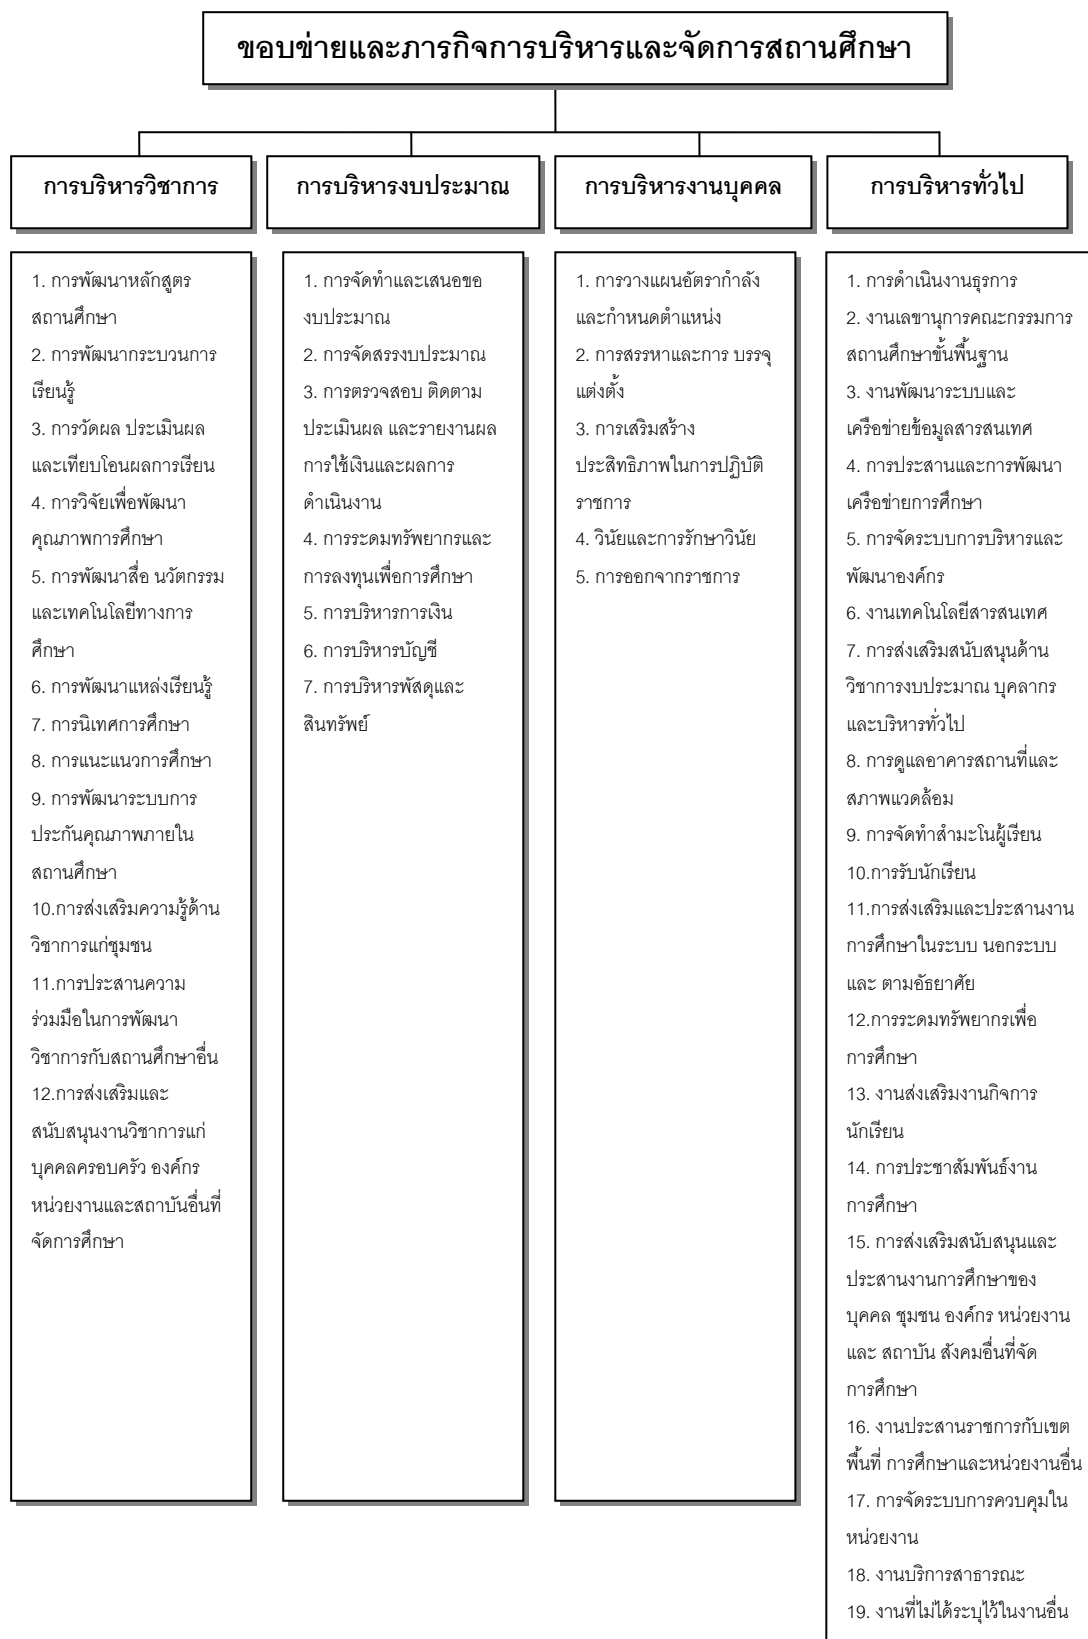 ขอบข่ายและภารกิจการบริหารและจัดการสถานศึกษา
การบริหารวิชาการ
การบริหารงบประมาณ
การบริหารงานบุคคล
การบริหารทั่วไป
1. การพัฒนาหลักสูตร
สถานศึกษา
2. การพัฒนากระบวนการ
เรียนรู้
3. การวัดผล ประเมินผล
และเทียบโอนผลการเรียน
4. การวิจัยเพื่อพัฒนา
คุณภาพการศึกษา
5. การพัฒนาสื่อ นวัตกรรม
และเทคโนโลยีทางการ
ศึกษา
6. การพัฒนาแหล่งเรียนรู้
7. การนิเทศการศึกษา
8. การแนะแนวการศึกษา
9. การพัฒนาระบบการ
ประกันคุณภาพภายใน
สถานศึกษา
10.การส่งเสริมความรู้ด้าน
วิชาการแก่ชุมชน
11.การประสานความ
ร่วมมือในการพัฒนา
วิชาการกับสถานศึกษาอื่น
12.การส่งเสริมและ
สนับสนุนงานวิชาการแก่
บุคคลครอบครัว องค์กร
หน่วยงานและสถาบันอื่นที่
จัดการศึกษา
1. การจัดทำและเสนอขอ
งบประมาณ
2. การจัดสรรงบประมาณ
3. การตรวจสอบ ติดตาม
ประเมินผล และรายงานผล
การใช้เงินและผลการ
ดำเนินงาน
4. การระดมทรัพยากรและ
การลงทุนเพื่อการศึกษา
5. การบริหารการเงิน
6. การบริหารบัญชี
7. การบริหารพัสดุและ
สินทรัพย์
1. การวางแผนอัตรากำลัง
และกำหนดตำแหน่ง
2. การสรรหาและการ บรรจุ
แต่งตั้ง
3. การเสริมสร้าง
ประสิทธิภาพในการปฏิบัติ
ราชการ
4. วินัยและการรักษาวินัย
5. การออกจากราชการ
1. การดำเนินงานธุรการ
2. งานเลขานุการคณะกรรมการ
สถานศึกษาขั้นพื้นฐาน
3. งานพัฒนาระบบและ
เครือข่ายข้อมูลสารสนเทศ
4. การประสานและการพัฒนา
เครือข่ายการศึกษา
5. การจัดระบบการบริหารและ
พัฒนาองค์กร
6. งานเทคโนโลยีสารสนเทศ
7. การส่งเสริมสนับสนุนด้าน
วิชาการงบประมาณ บุคลากร
และบริหารทั่วไป
8. การดูแลอาคารสถานที่และ
สภาพแวดล้อม
9. การจัดทำสำมะโนผู้เรียน
10.การรับนักเรียน
11.การส่งเสริมและประสานงาน
การศึกษาในระบบ นอกระบบ
และ ตามอัธยาศัย
12.การระดมทรัพยากรเพื่อ
การศึกษา
13. งานส่งเสริมงานกิจการ
นักเรียน
14. การประชาสัมพันธ์งาน
การศึกษา
15. การส่งเสริมสนับสนุนและ
ประสานงานการศึกษาของ
บุคคล ชุมชน องค์กร หน่วยงาน
และ สถาบัน สังคมอื่นที่จัด
การศึกษา
16. งานประสานราชการกับเขต
พื้นที่ การศึกษาและหน่วยงานอื่น
17. การจัดระบบการควบคุมใน
หน่วยงาน
18. งานบริการสาธารณะ
19. งานที่ไม่ได้ระบุไว้ในงานอื่น